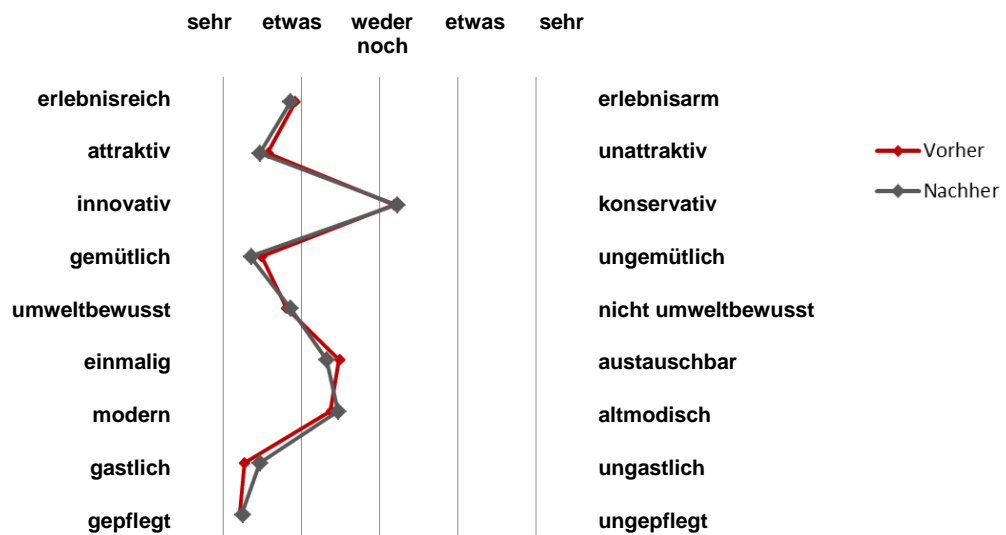 sehr etwas weder noch etwas sehr
erlebnisreich erlebnisarm
attraktiv unattraktiv
Vorher
innovativ konservativ
Nachher
gemütlich ungemütlich
umweltbewusst nicht umweltbewusst
einmalig austauschbar
modern altmodisch
gastlich ungastlich
gepflegt ungepflegt